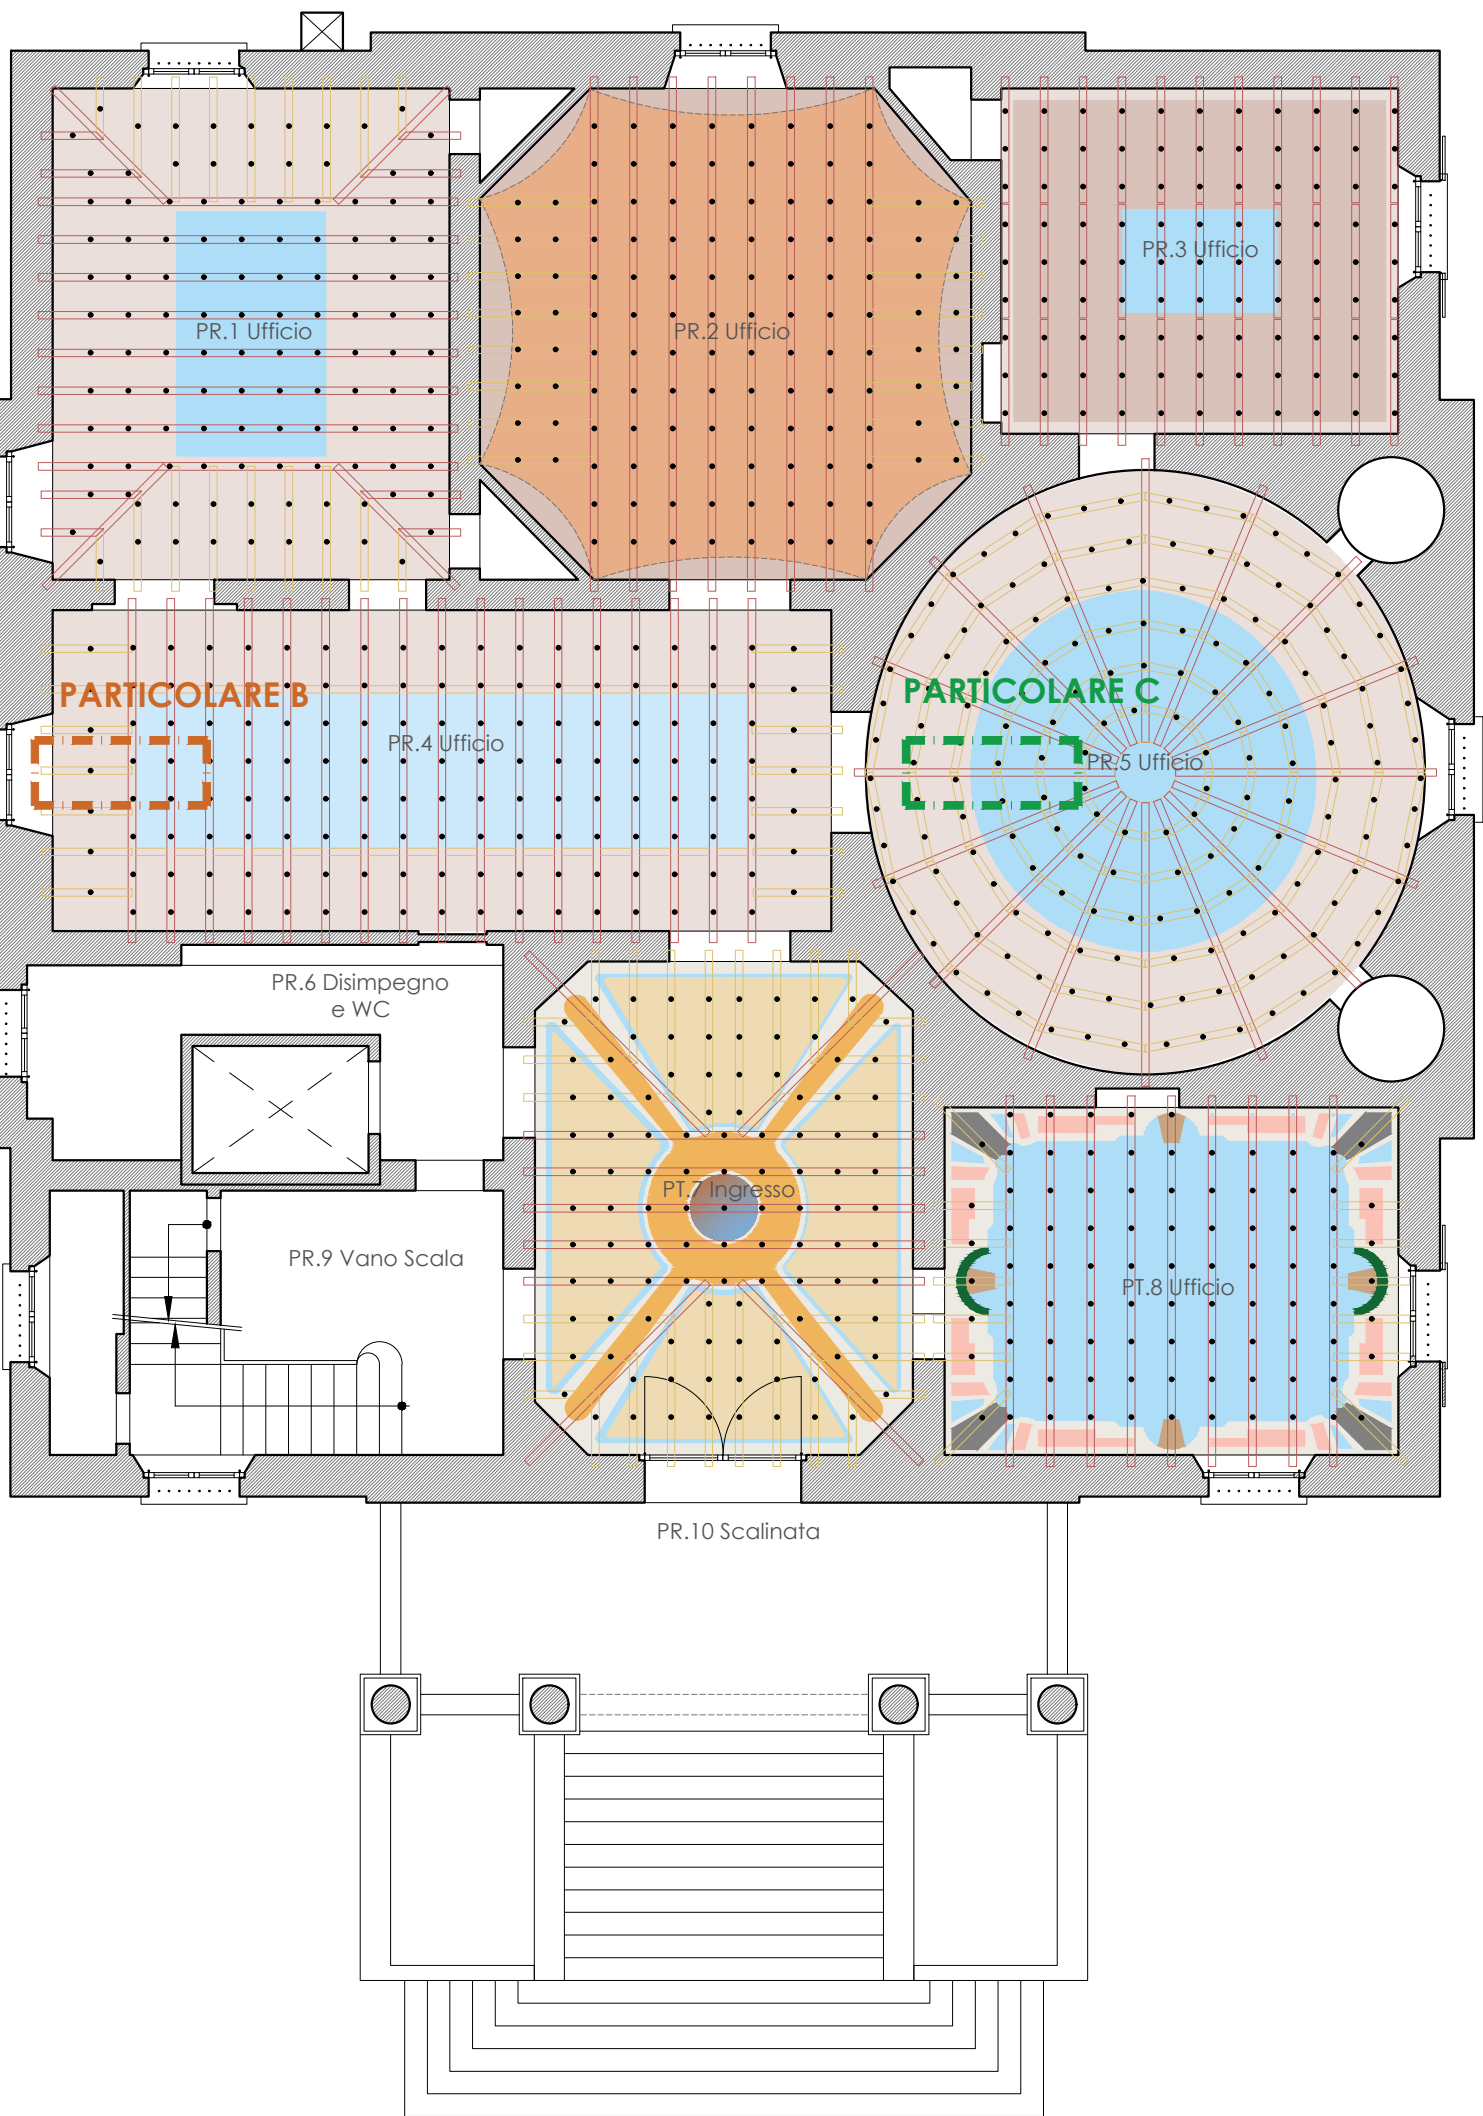 PR.3 Ufficio
PR.1 Ufficio
PR.2 Ufficio
PARTICOLARE B
PARTICOLARE C
PR.4 Ufficio
PR.5 Ufficio
PR.6 Disimpegno
e WC
PT.7 Ingresso
PR.9 Vano Scala
PT.8 Ufficio
PR.10 Scalinata